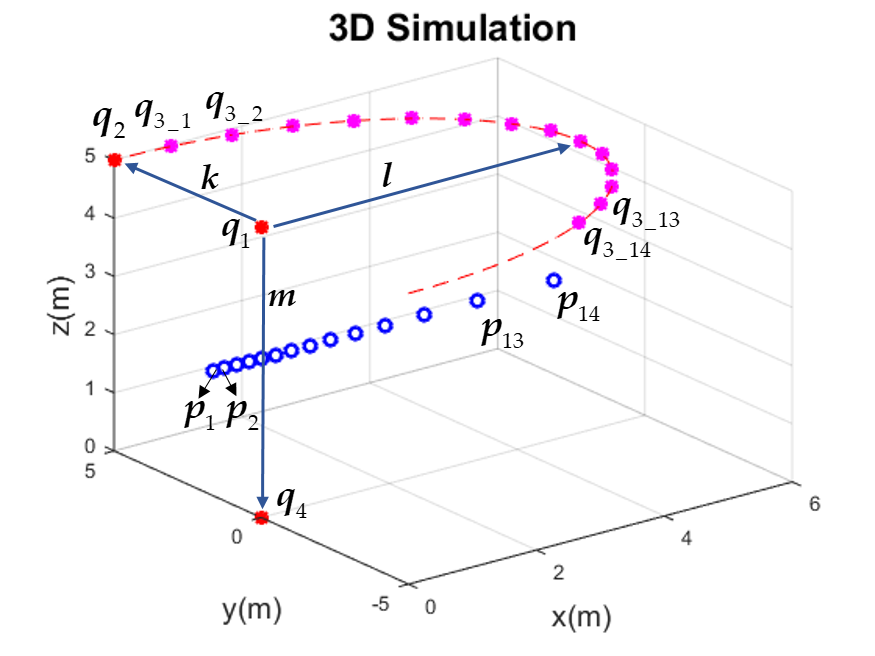 3D Simulation
q2 q3_1 q3_2
5
k
l
4
q1
q3_13
q3_14
3
m
z(m)
p14
2
p13
1
p1 p2
0
5
q4
6
0
4
2
-5
0
y(m)
x(m)